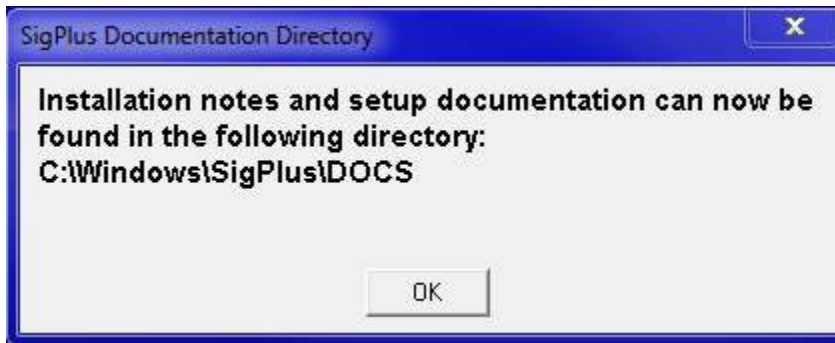 SigPlus Documentation Directory
Installation notes and setup documentation can now be
found in the following directory:
C:\Windows\SigPlus\DOCS
OK